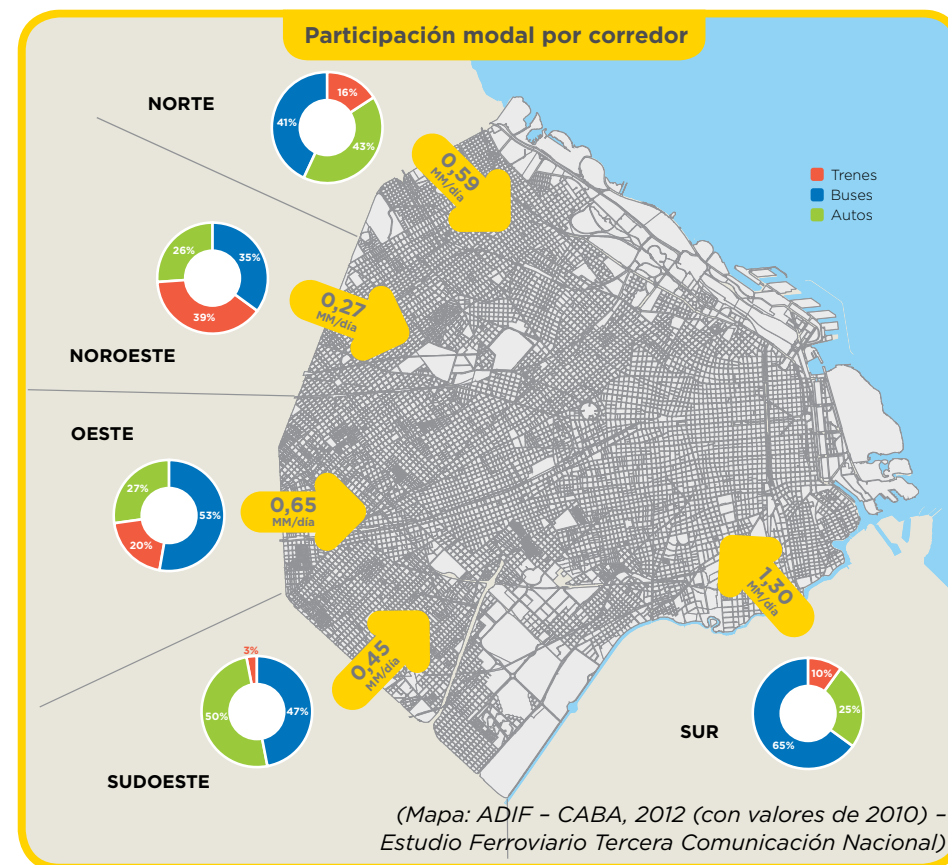 Participación modal por corredor
NORTE
16%
41%
43%
0,59
MM/día
Trenes
Buses
Autos
26%
35%
39%
0,27
MM/día
NOROESTE
OESTE
27%
53%
20%
0,65
MM/día
3%
50%
47%
0,45
MM/día
SUDOESTE
1,30
MM/día
10%
25%
65%
SUR
(Mapa: ADIF – CABA, 2012 (con valores de 2010) –
Estudio Ferroviario Tercera Comunicación Nacional)